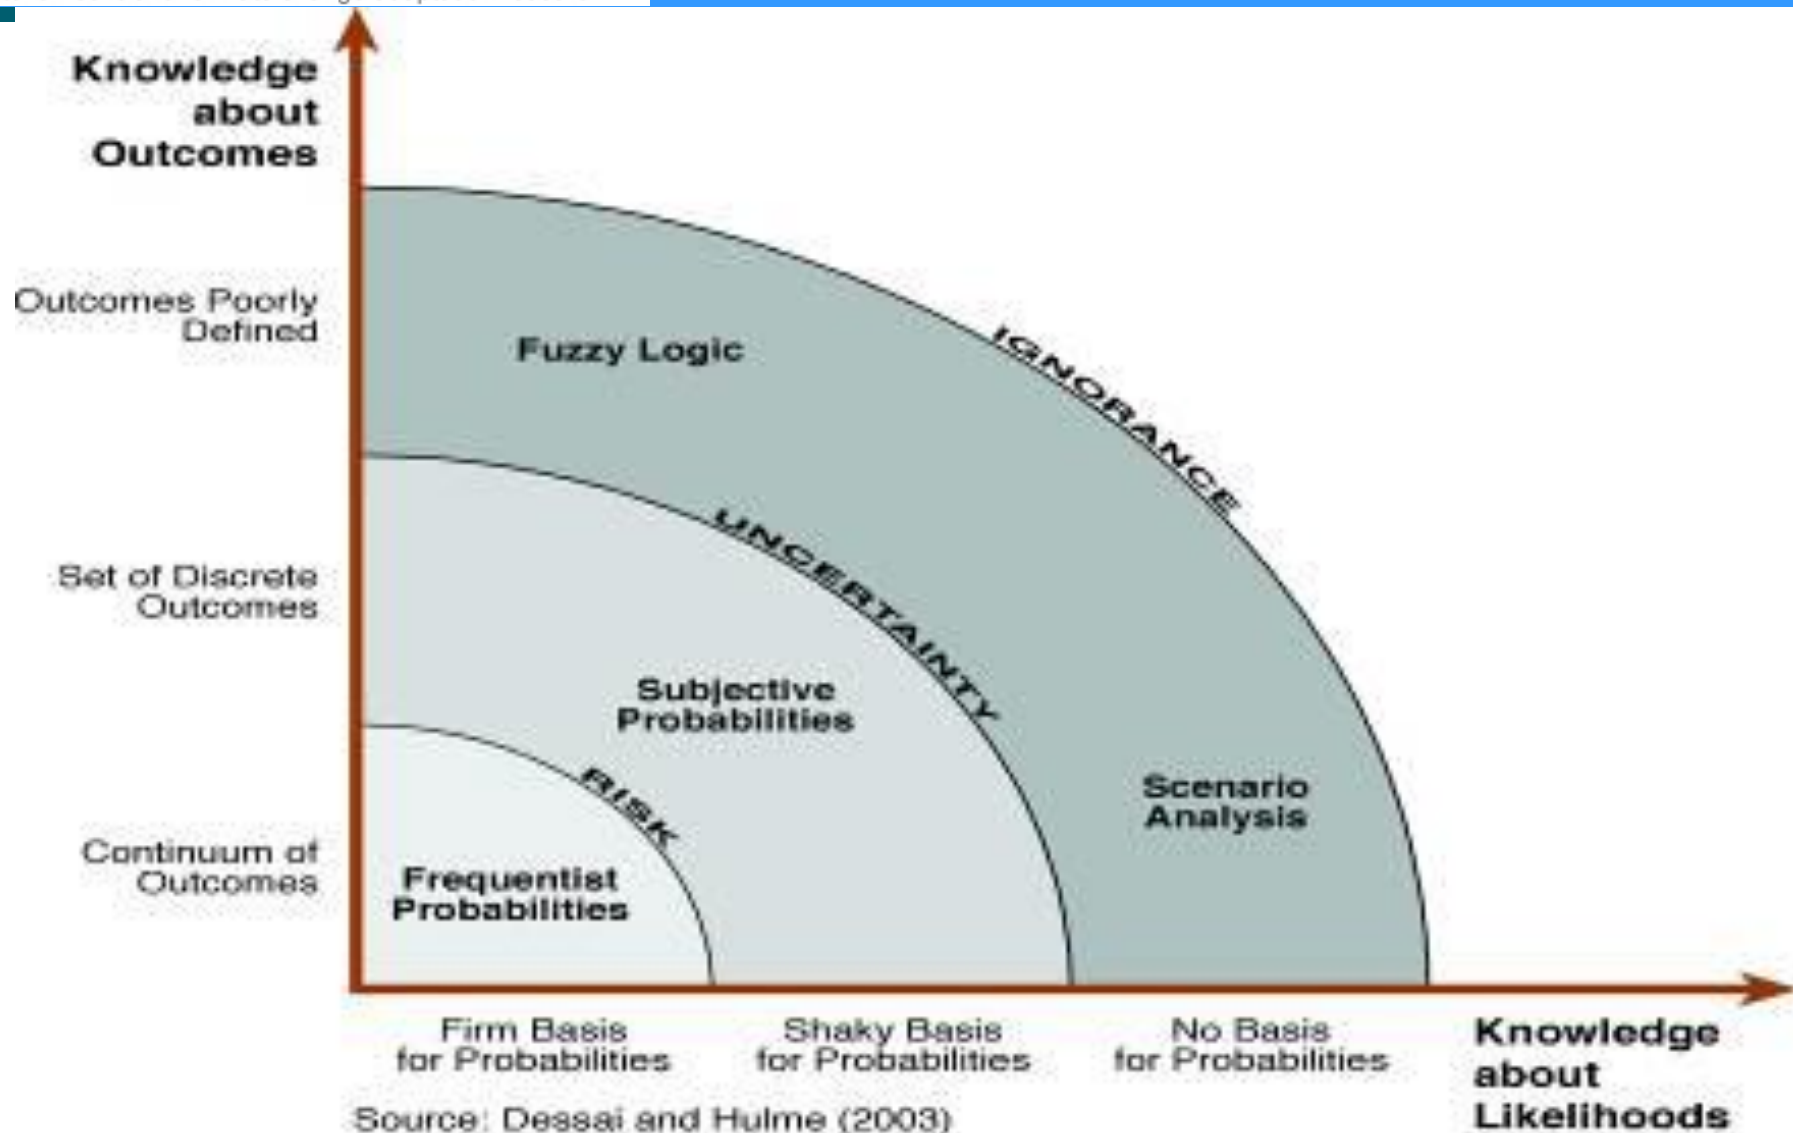 Knowledge
about
Outcomes
Outcomes Poorly
Defined
Fuzzy Logic
IGNORANCE
Set of Discrete
Outcomes
UNCERTAINTY
Subjective
Probabilities
Scenario
Analysis
RISK
Continuum of
Outcomes
Frequentist
Probabilities
Firm Basis
for Probabilities
Shaky Basis
for Probabilities
No Basis
for Probabilities
Knowledge
about
Likelihoods
Source: Dessai and Hulme (2003)